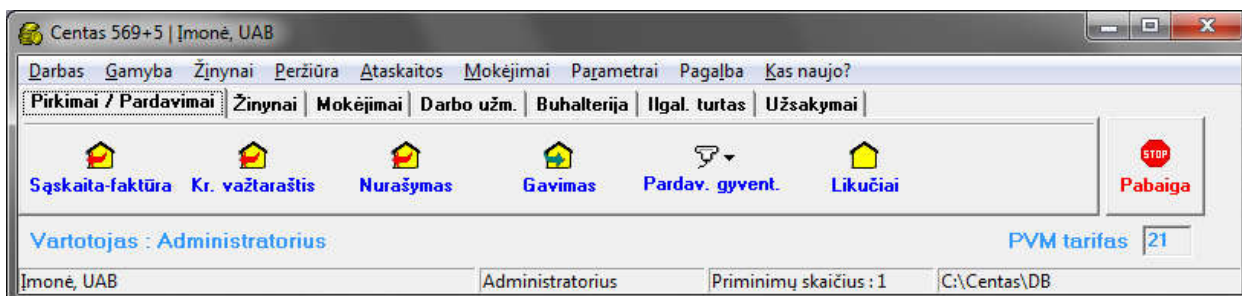 Centas 569+5 | Įmonė, UAB
Darbas Gamyba Žinynai Peržiūra Ataskaitos Mokėjimai Parametrai Pagalba Kas naujo?
Pirkimai / Pardavimai Žinynai Mokėjimai Darbo užm. Buhalterija Ilgal. turtas Užsakymai
STOP
Sąskaita-faktūra Kr. važtaraštis Nurašymas Gavimas Pardav. gyvent. Likučiai Pabaiga
Vartotojas : Administratorius PVM tarifas 21
Įmonė, UAB Administratorius Priminimų skaičius : 1 C:\Centas\DB